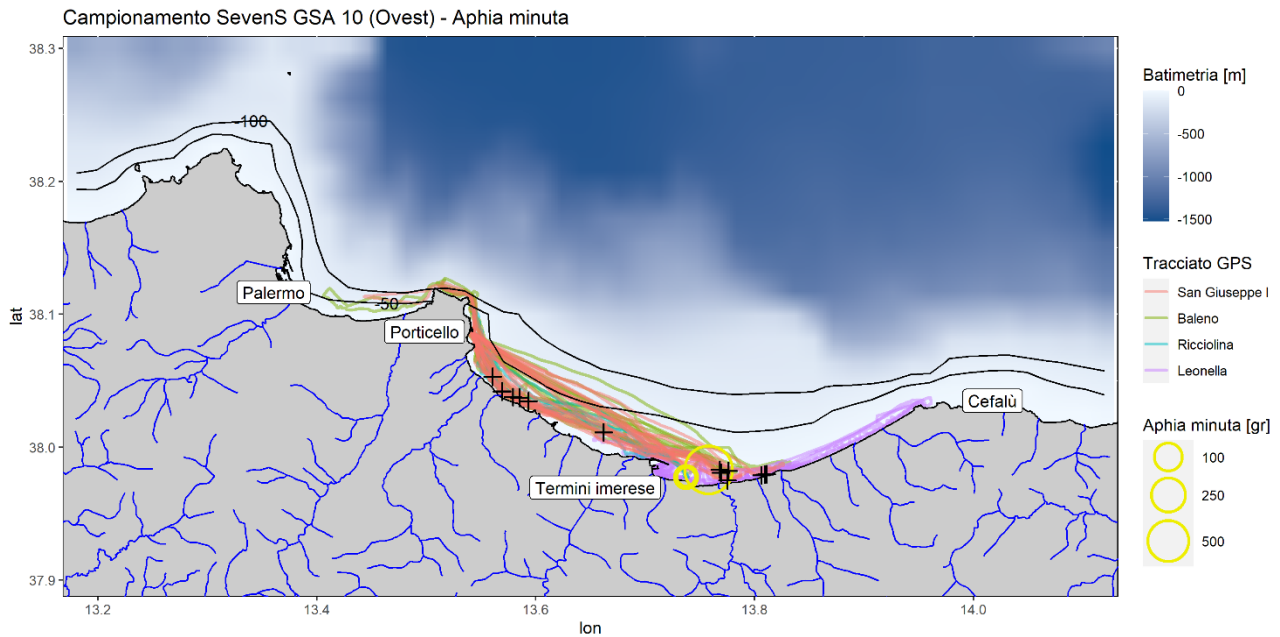 Campionamento SevenS GSA 10 (Ovest) - Aphia minuta
38.3
38.2
38.1
38.0
37.9
lat
-100
-50
Palermo
Porticello
Cefalù
Termini imerese
13.2
13.4
13.6
13.8
14.0
lon
Batimetria [m]
0
-500
-1000
-1500
Tracciato GPS
San Giuseppe I
Baleno
Ricciolina
Leonella
Aphia minuta [gr]
100
250
500